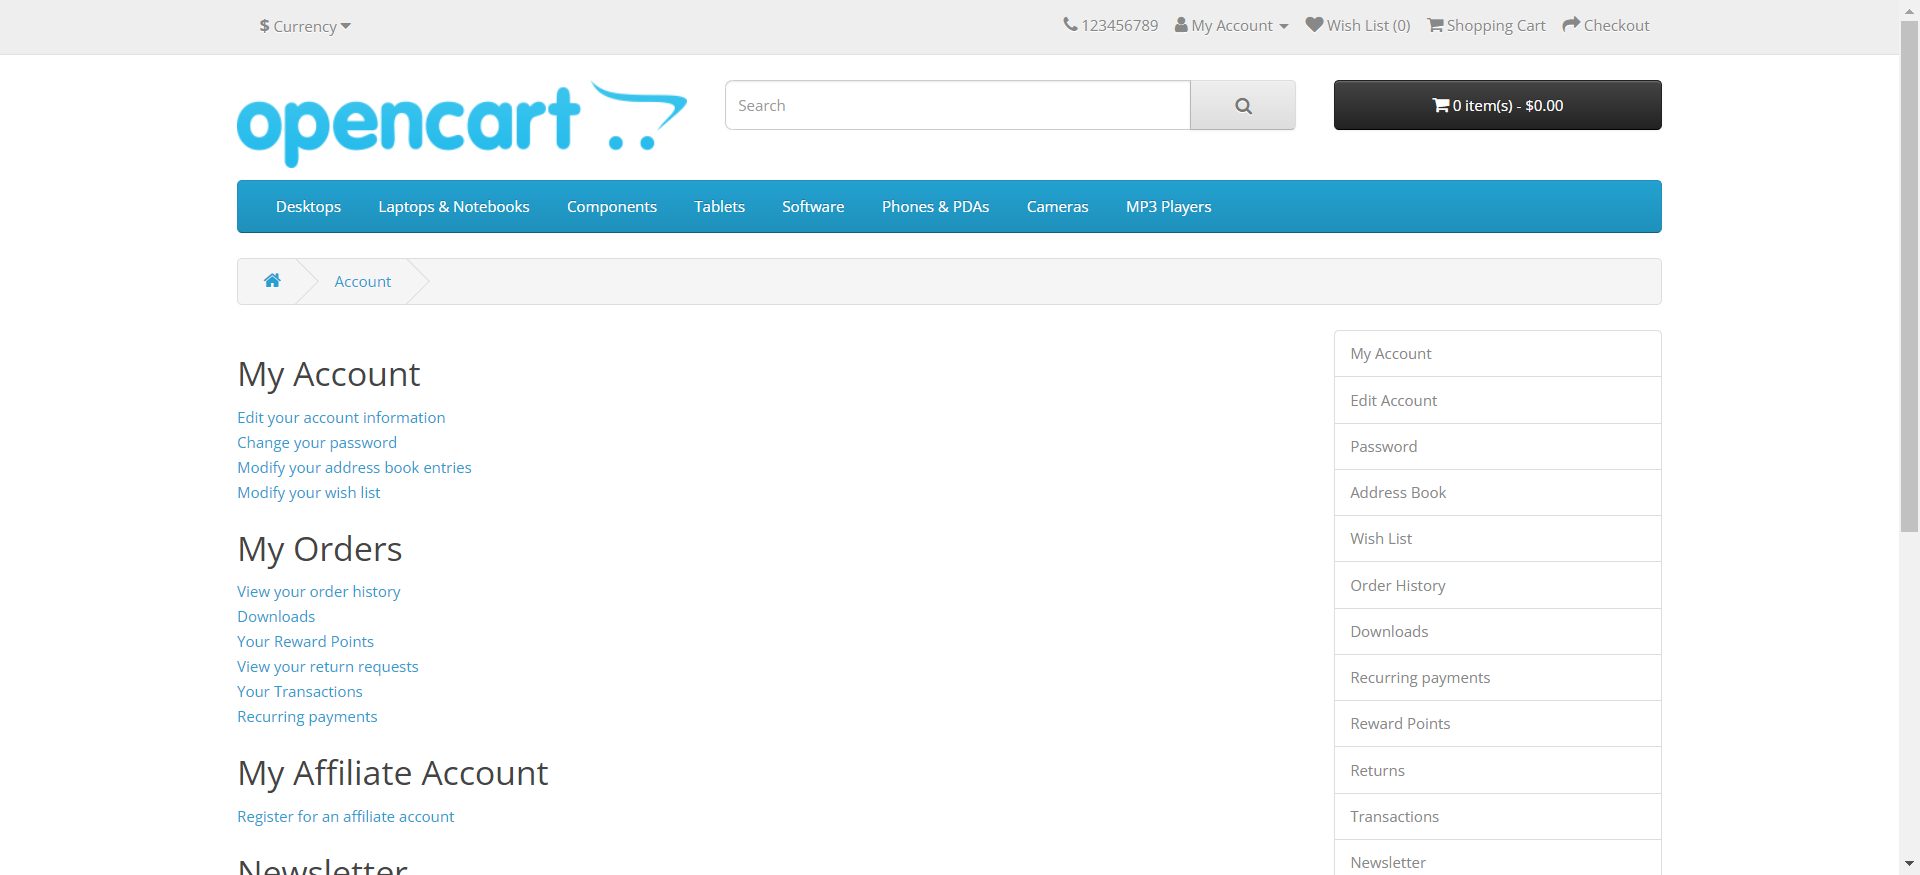 $ Currency
123456789 My Account Wish List (0) Shopping Cart Checkout
opencart
Search
0 item(s) - $0.00
Desktops Laptops & Notebooks Components Tablets Software Phones & PDAs Cameras MP3 Players
Account
My Account
Edit your account information
Change your password
Modify your address book entries
Modify your wish list
My Orders
View your order history
Downloads
Your Reward Points
View your return requests
Your Transactions
Recurring payments
My Affiliate Account
Register for an affiliate account
Newsletter
My Account
Edit Account
Password
Address Book
Wish List
Order History
Downloads
Recurring payments
Reward Points
Returns
Transactions
Newsletter